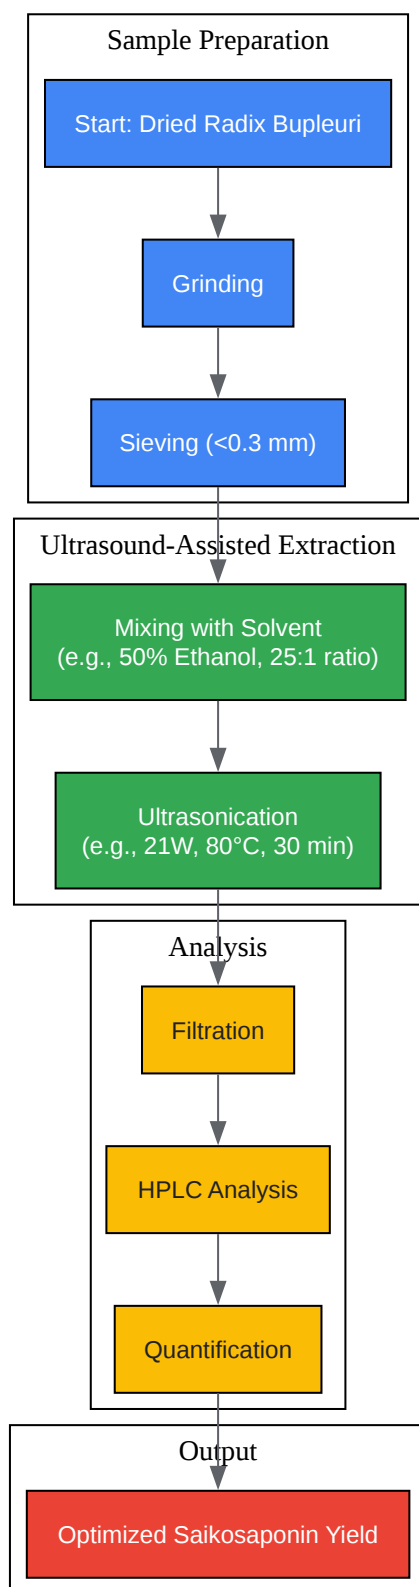 Sample Preparation
Start: Dried Radix Bupleuri
Grinding
Sieving (<0.3 mm)
Ultrasound-Assisted Extraction
Mixing with Solvent
(e.g., 50% Ethanol, 25:1 ratio)
Ultrasonication
(e.g., 21W, 80°C, 30 min)
Analysis
Filtration
HPLC Analysis
Quantification
Output
Optimized Saikosaponin Yield